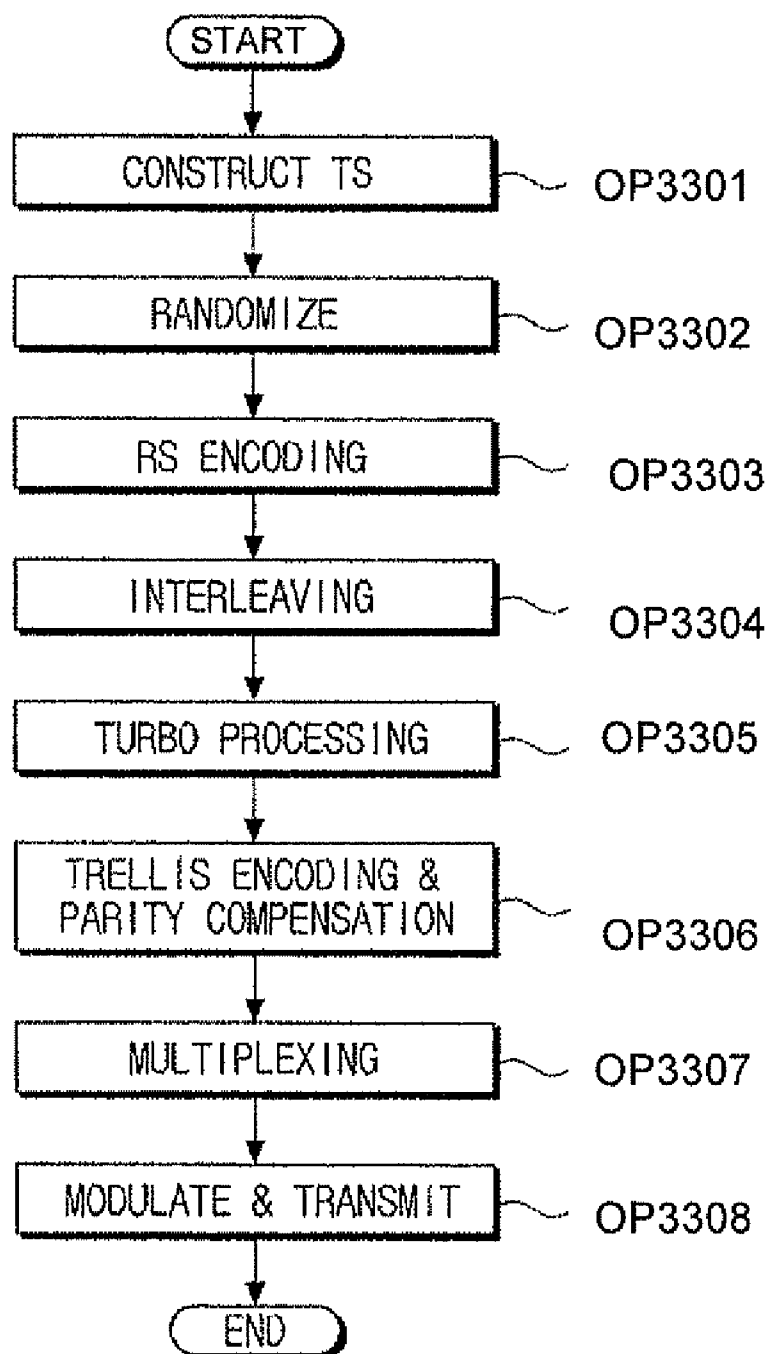 START
CONSTRUCT TS
OP3301
RANDOMIZE
OP3302
RS ENCODING
OP3303
INTERLEAVING
OP3304
TURBO PROCESSING
OP3305
TRELLIS ENCODING &
PARITY COMPENSATION
OP3306
MULTIPLEXING
OP3307
MODULATE & TRANSMIT
OP3308
END